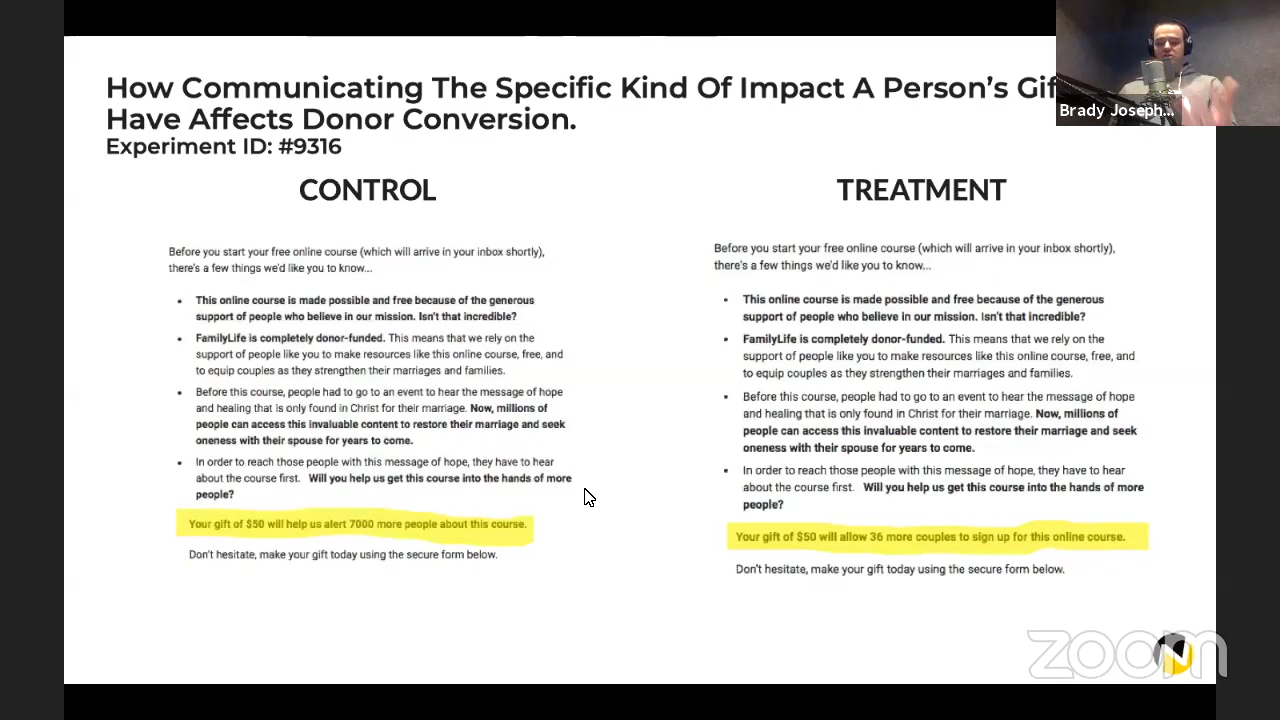 How Communicating The Specific Kind Of Impact A Person's Gif
Have Affects Donor Conversion.
Experiment ID: #9316
Brady Joseph...
CONTROL
Before you start your free online course (which will arrive in your inbox shortly),
there's a few things we'd like you to know...
• This online course is made possible and free because of the generous
support of people who believe in our mission. Isn't that incredible?
• FamilyLife is completely donor-funded. This means that we rely on the
support of people like you to make resources like this online course, free, and
to equip couples as they strengthen their marriages and families.
• Before this course, people had to go to an event to hear the message of hope
and healing that is only found in Christ for their marriage. Now, millions of
people can access this invaluable content to restore their marriage and seek
oneness with their spouse for years to come.
• In order to reach those people with this message of hope, they have to hear
about the course first. Will you help us get this course into the hands of more
people?
Your gift of $50 will help us alert 7000 more people about this course.
Don't hesitate, make your gift today using the secure form below.
TREATMENT
Before you start your free online course (which will arrive in your inbox shortly),
there's a few things we'd like you to know...
• This online course is made possible and free because of the generous
support of people who believe in our mission. Isn't that incredible?
• FamilyLife is completely donor-funded. This means that we rely on the
support of people like you to make resources like this online course, free, and
to equip couples as they strengthen their marriages and families.
• Before this course, people had to go to an event to hear the message of hope
and healing that is only found in Christ for their marriage. Now, millions of
people can access this invaluable content to restore their marriage and seek
oneness with their spouse for years to come.
• In order to reach those people with this message of hope, they have to hear
about the course first. Will you help us get this course into the hands of more
people?
Your gift of $50 will allow 36 more couples to sign up for this online course.
Don't hesitate, make your gift today using the secure form below.
zoom